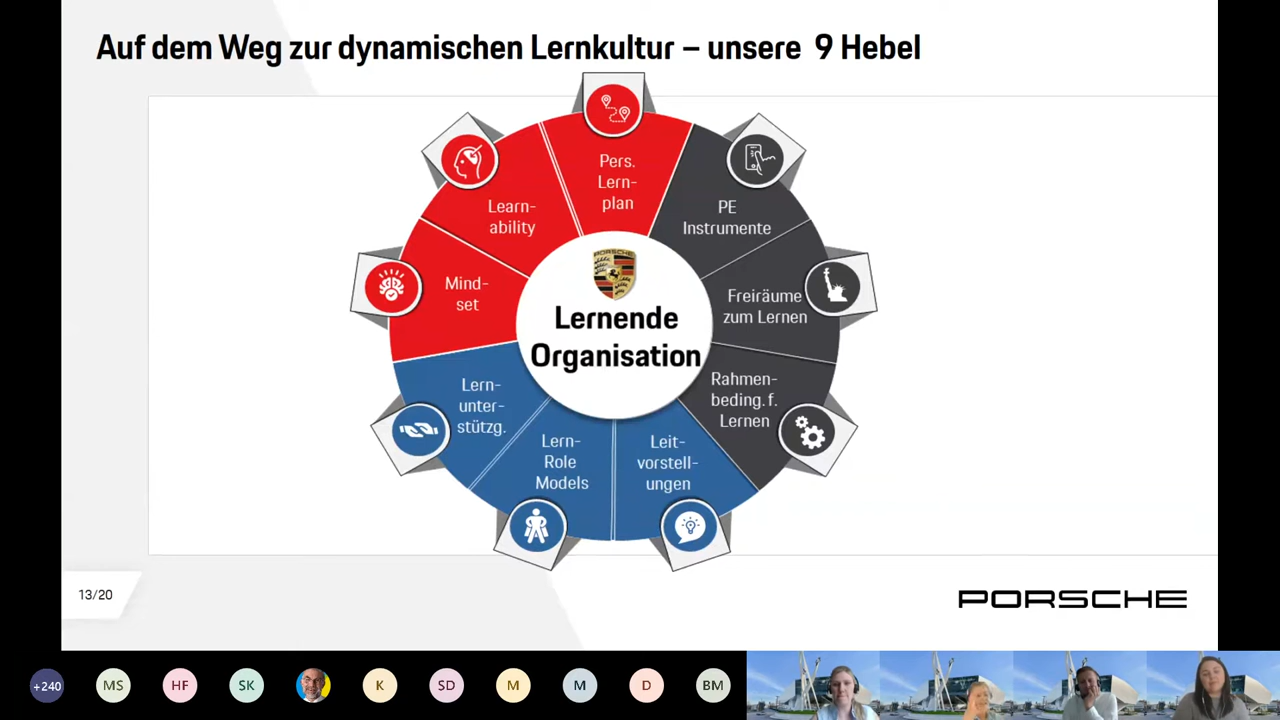 Auf dem Weg zur dynamischen Lernkultur – unsere 9 Hebel
Pers.
Lern-
plan
PE
Instrumente
Freiräume
zum Lernen
Rahmen-
beding. f.
Lernen
Leit-
vorstell-
ungen
Lern-
Role
Models
Lern-
unter-
stützg.
Mind-
set
Learn-
ability
PORSCHE
Lernende
Organisation
13/20
PORSCHE
+240
MS
HF
SK
K
SD
M
M
D
BM